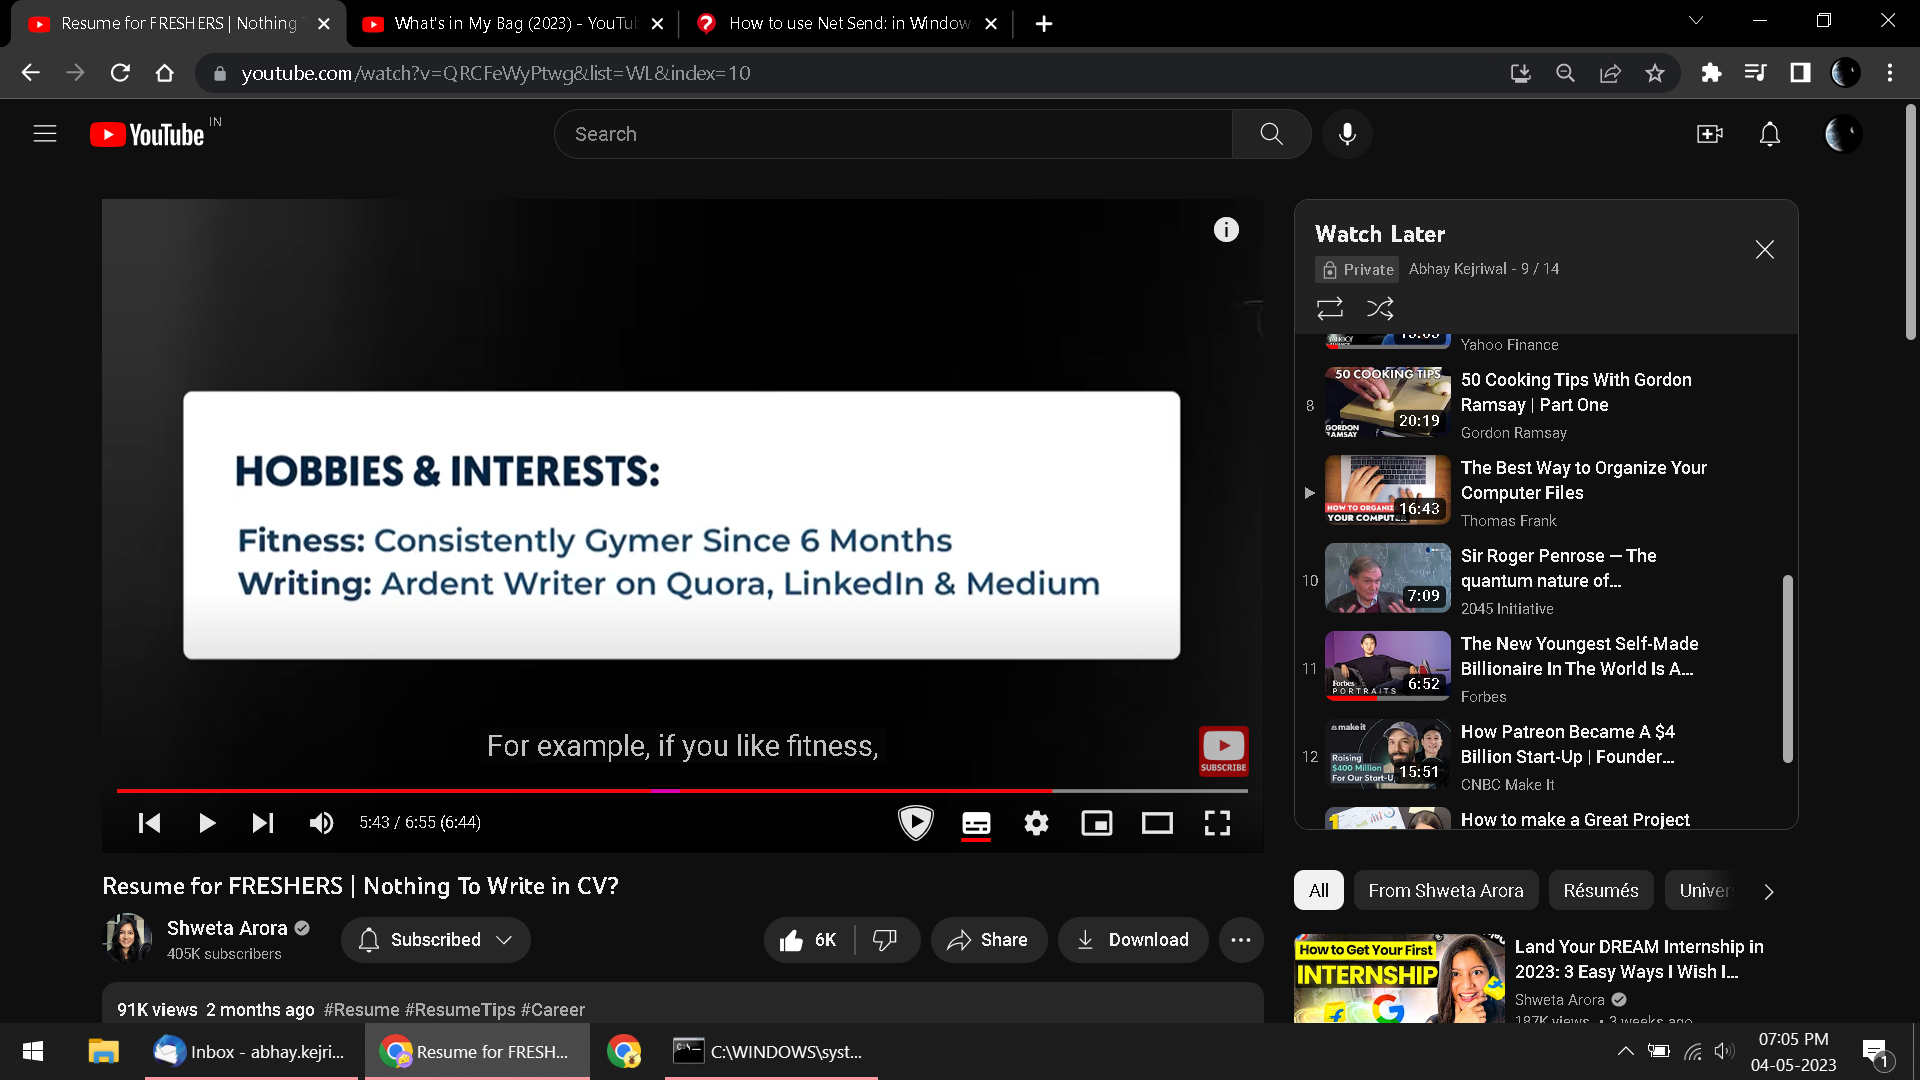 Resume for FRESHERS | Nothing
What's in My Bag (2023) - YouTu
How to use Net Send: in Window
youtube.com/watch?v=QRCFeWyPtwg&list=WL&index=10
YouTube IN
Search
HOBBIES & INTERESTS:
Fitness: Consistently Gymer Since 6 Months
Writing: Ardent Writer on Quora, LinkedIn & Medium
For example, if you like fitness,
SUBSCRIBE
5:43 / 6:55 (6:44)
Resume for FRESHERS | Nothing To Write in CV?
Shweta Arora
405K subscribers
Subscribed
6K
Share
Download
91K views 2 months ago #Resume #ResumeTips #Career
Watch Later
Private
Abhay Kejriwal - 9 / 14
Yahoo Finance
8
50 COOKING TIPS
GORDON
RAMSAY
20:19
50 Cooking Tips With Gordon
Ramsay | Part One
Gordon Ramsay
HOW TO ORGANIZ
YOUR COMPUTE
16:43
The Best Way to Organize Your
Computer Files
Thomas Frank
10
7:09
Sir Roger Penrose — The
quantum nature of...
2045 Initiative
11
Forbes
PORTRAITS
6:52
The New Youngest Self-Made
Billionaire In The World Is A...
Forbes
12
make it
Raising
$400 Million
For Our Start-U
15:51
How Patreon Became A $4
Billion Start-Up | Founder...
CNBC Make It
1
How to make a Great Project
All
From Shweta Arora
Résumés
Univer
How to Get Your First
INTERNSHIP
Land Your DREAM Internship in
2023: 3 Easy Ways I Wish I...
Shweta Arora
187K views • 3 weeks ago
Inbox - abhay.kejri...
Resume for FRESH...
C:\WINDOWS\syst...
07:05 PM
04-05-2023
1